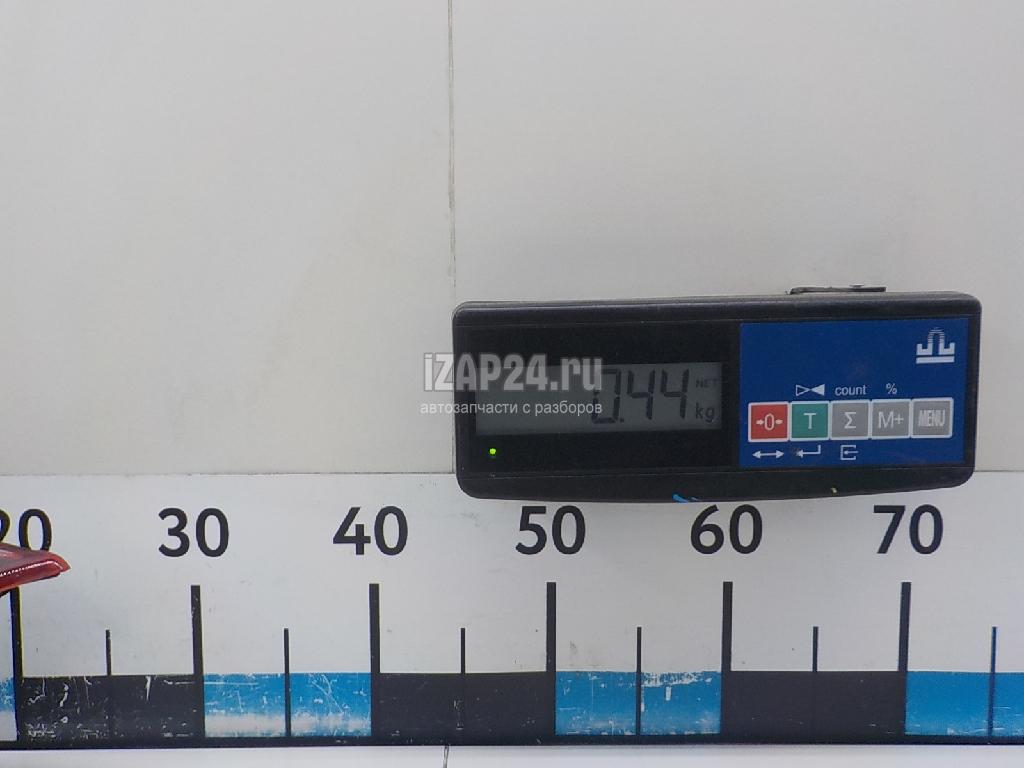 iZAP24.ru
автозапчасти с разборов
0.44
NET
kg
count %
→0← T Σ M+ MENU
20 30 40 50 60 70